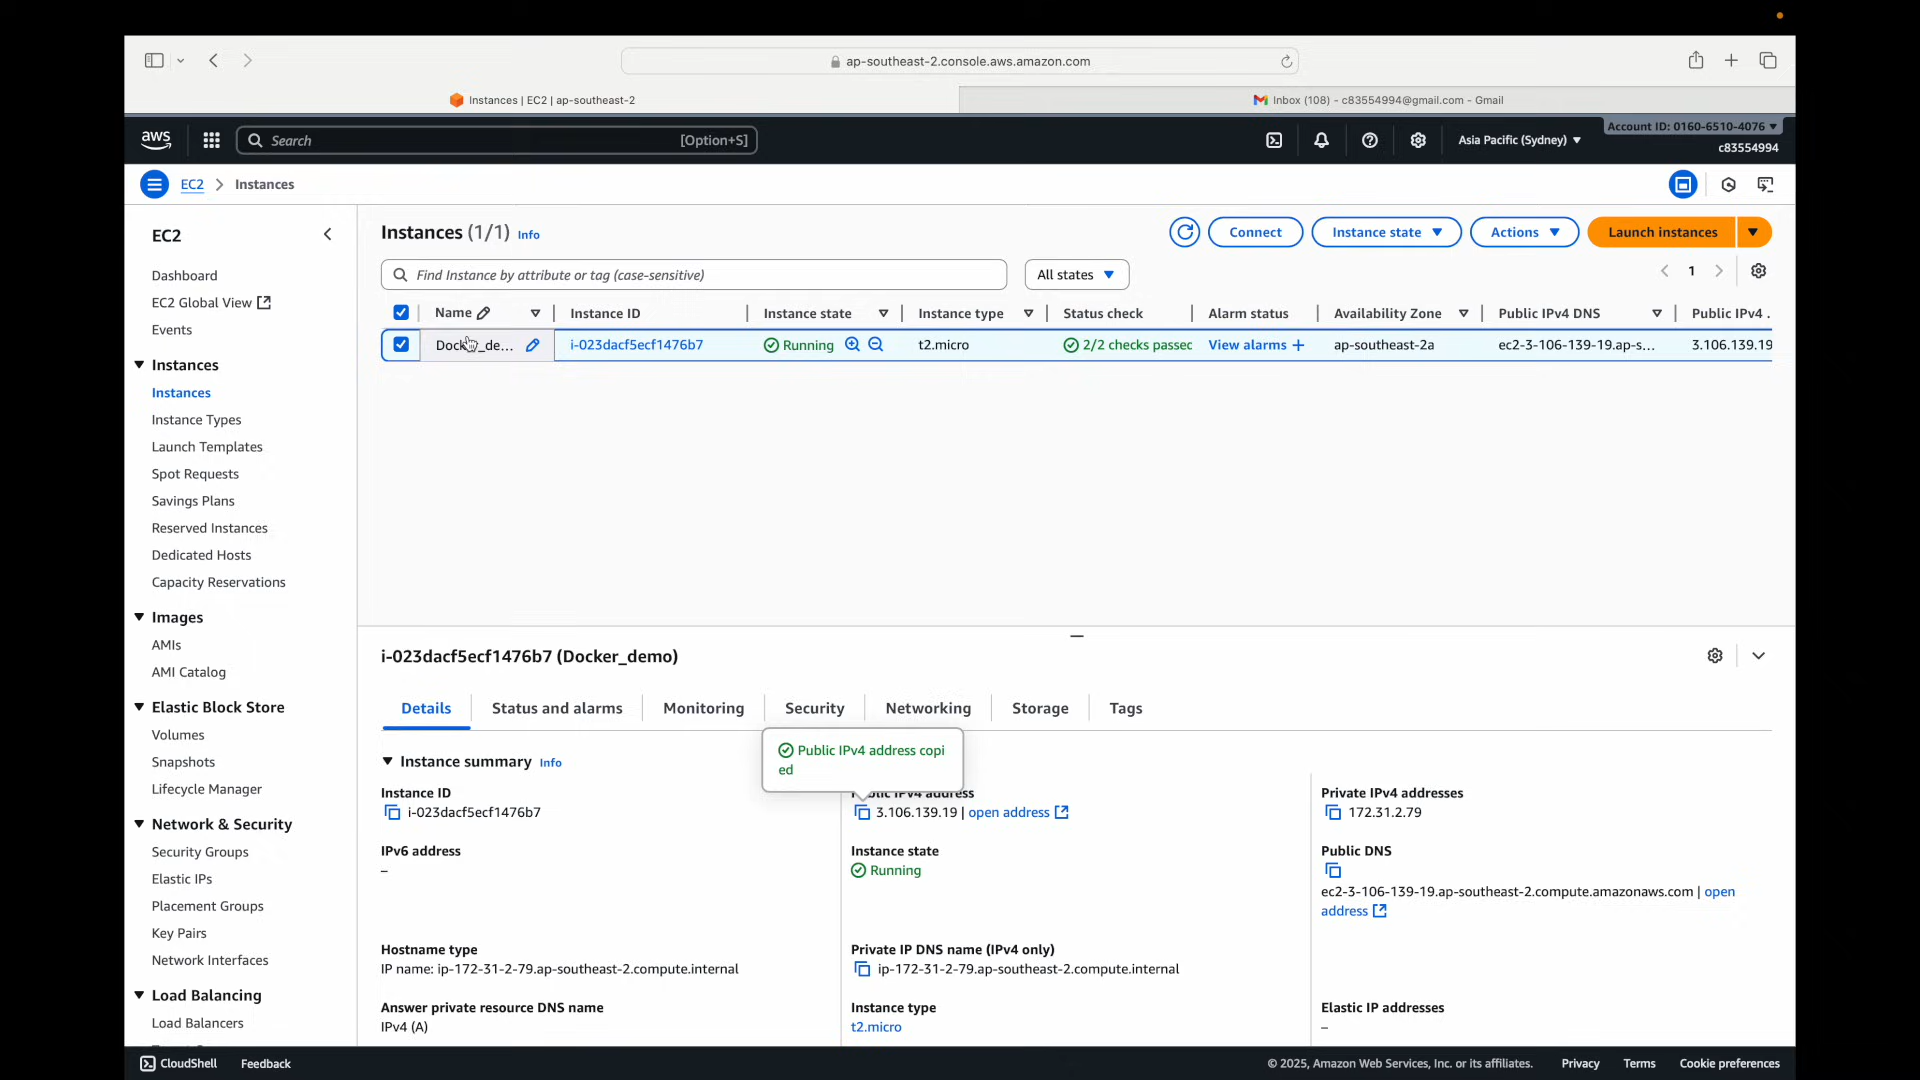 ap-southeast-2.console.aws.amazon.com
Instances | EC2 | ap-southeast-2
Inbox (108) - c83554994@gmail.com - Gmail
aws
Search
[Option+S]
Asia Pacific (Sydney)
Account ID: 0160-6510-4076
c83554994
EC2
Instances
EC2
Dashboard
EC2 Global View
Events
Instances
Instances
Instance Types
Launch Templates
Spot Requests
Savings Plans
Reserved Instances
Dedicated Hosts
Capacity Reservations
Images
AMIs
AMI Catalog
Elastic Block Store
Volumes
Snapshots
Lifecycle Manager
Network & Security
Security Groups
Elastic IPs
Placement Groups
Key Pairs
Network Interfaces
Load Balancing
Load Balancers
Instances (1/1) Info
Connect
Instance state
Actions
Launch instances
Find Instance by attribute or tag (case-sensitive)
All states
1
Name Instance ID Instance state Instance type Status check Alarm status Availability Zone Public IPv4 DNS Public IPv4 .
i-023dacf5ecf1476b7 Running t2.micro 2/2 checks passec View alarms ap-southeast-2a ec2-3-106-139-19.ap-s... 3.106.139.19
i-023dacf5ecf1476b7 (Docker_demo)
Details Status and alarms Monitoring Security Networking Storage Tags
Public IPv4 address copi
ed
Instance summary Info
Instance ID
i-023dacf5ecf1476b7
Public IPv4 address
3.106.139.19 | open address
Private IPv4 addresses
172.31.2.79
IPv6 address
–
Instance state
Running
Public DNS
ec2-3-106-139-19.ap-southeast-2.compute.amazonaws.com | open
address
Hostname type
IP name: ip-172-31-2-79.ap-southeast-2.compute.internal
Private IP DNS name (IPv4 only)
ip-172-31-2-79.ap-southeast-2.compute.internal
Answer private resource DNS name
IPv4 (A)
Instance type
t2.micro
Elastic IP addresses
–
CloudShell
Feedback
© 2025, Amazon Web Services, Inc. or its affiliates.
Privacy
Terms
Cookie preferences